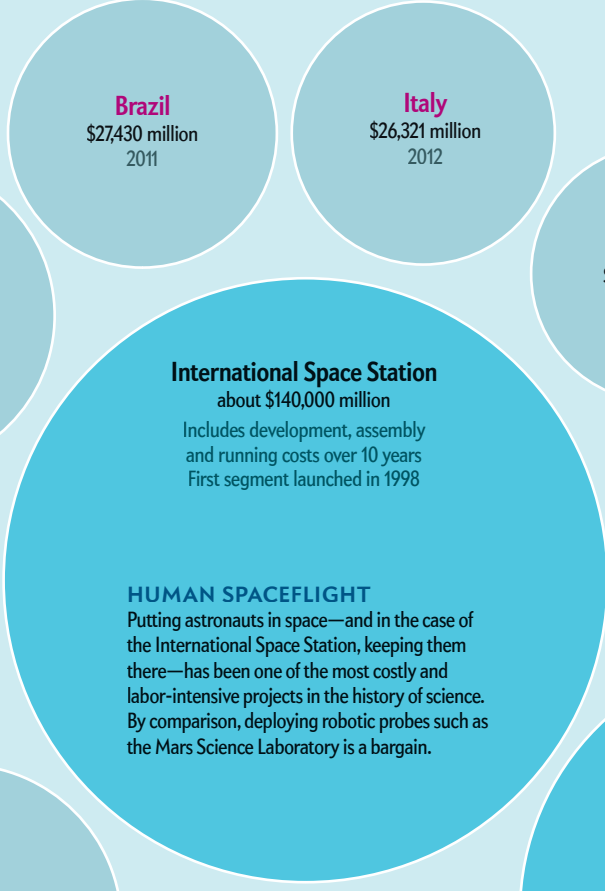 Brazil
$27,430 million
2011
Italy
$26,321 million
2012
$
International Space Station
about $140,000 million
Includes development, assembly
and running costs over 10 years
First segment launched in 1998
HUMAN SPACEFLIGHT
Putting astronauts in space—and in the case of
the International Space Station, keeping them
there—has been one of the most costly and
labor-intensive projects in the history of science.
By comparison, deploying robotic probes such as
the Mars Science Laboratory is a bargain.